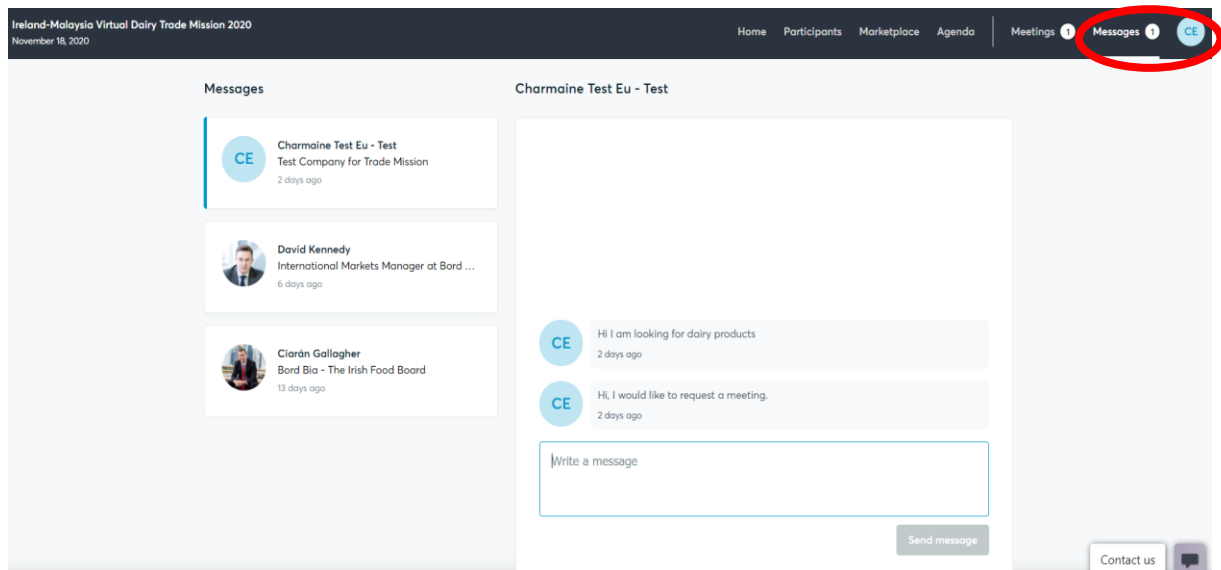 Ireland-Malaysia Virtual Dairy Trade Mission 2020
November 18, 2020
Home Participants Marketplace Agenda Meetings 1 Messages 1 CE
Messages
CE
Charmaine Test Eu - Test
Test Company for Trade Mission
2 days ago
David Kennedy
International Markets Manager at Bord ...
6 days ago
Ciarán Gallagher
Bord Bia - The Irish Food Board
13 days ago
Charmaine Test Eu - Test
CE
Hi I am looking for dairy products
2 days ago
CE
Hi, I would like to request a meeting.
2 days ago
Write a message
Send message
Contact us